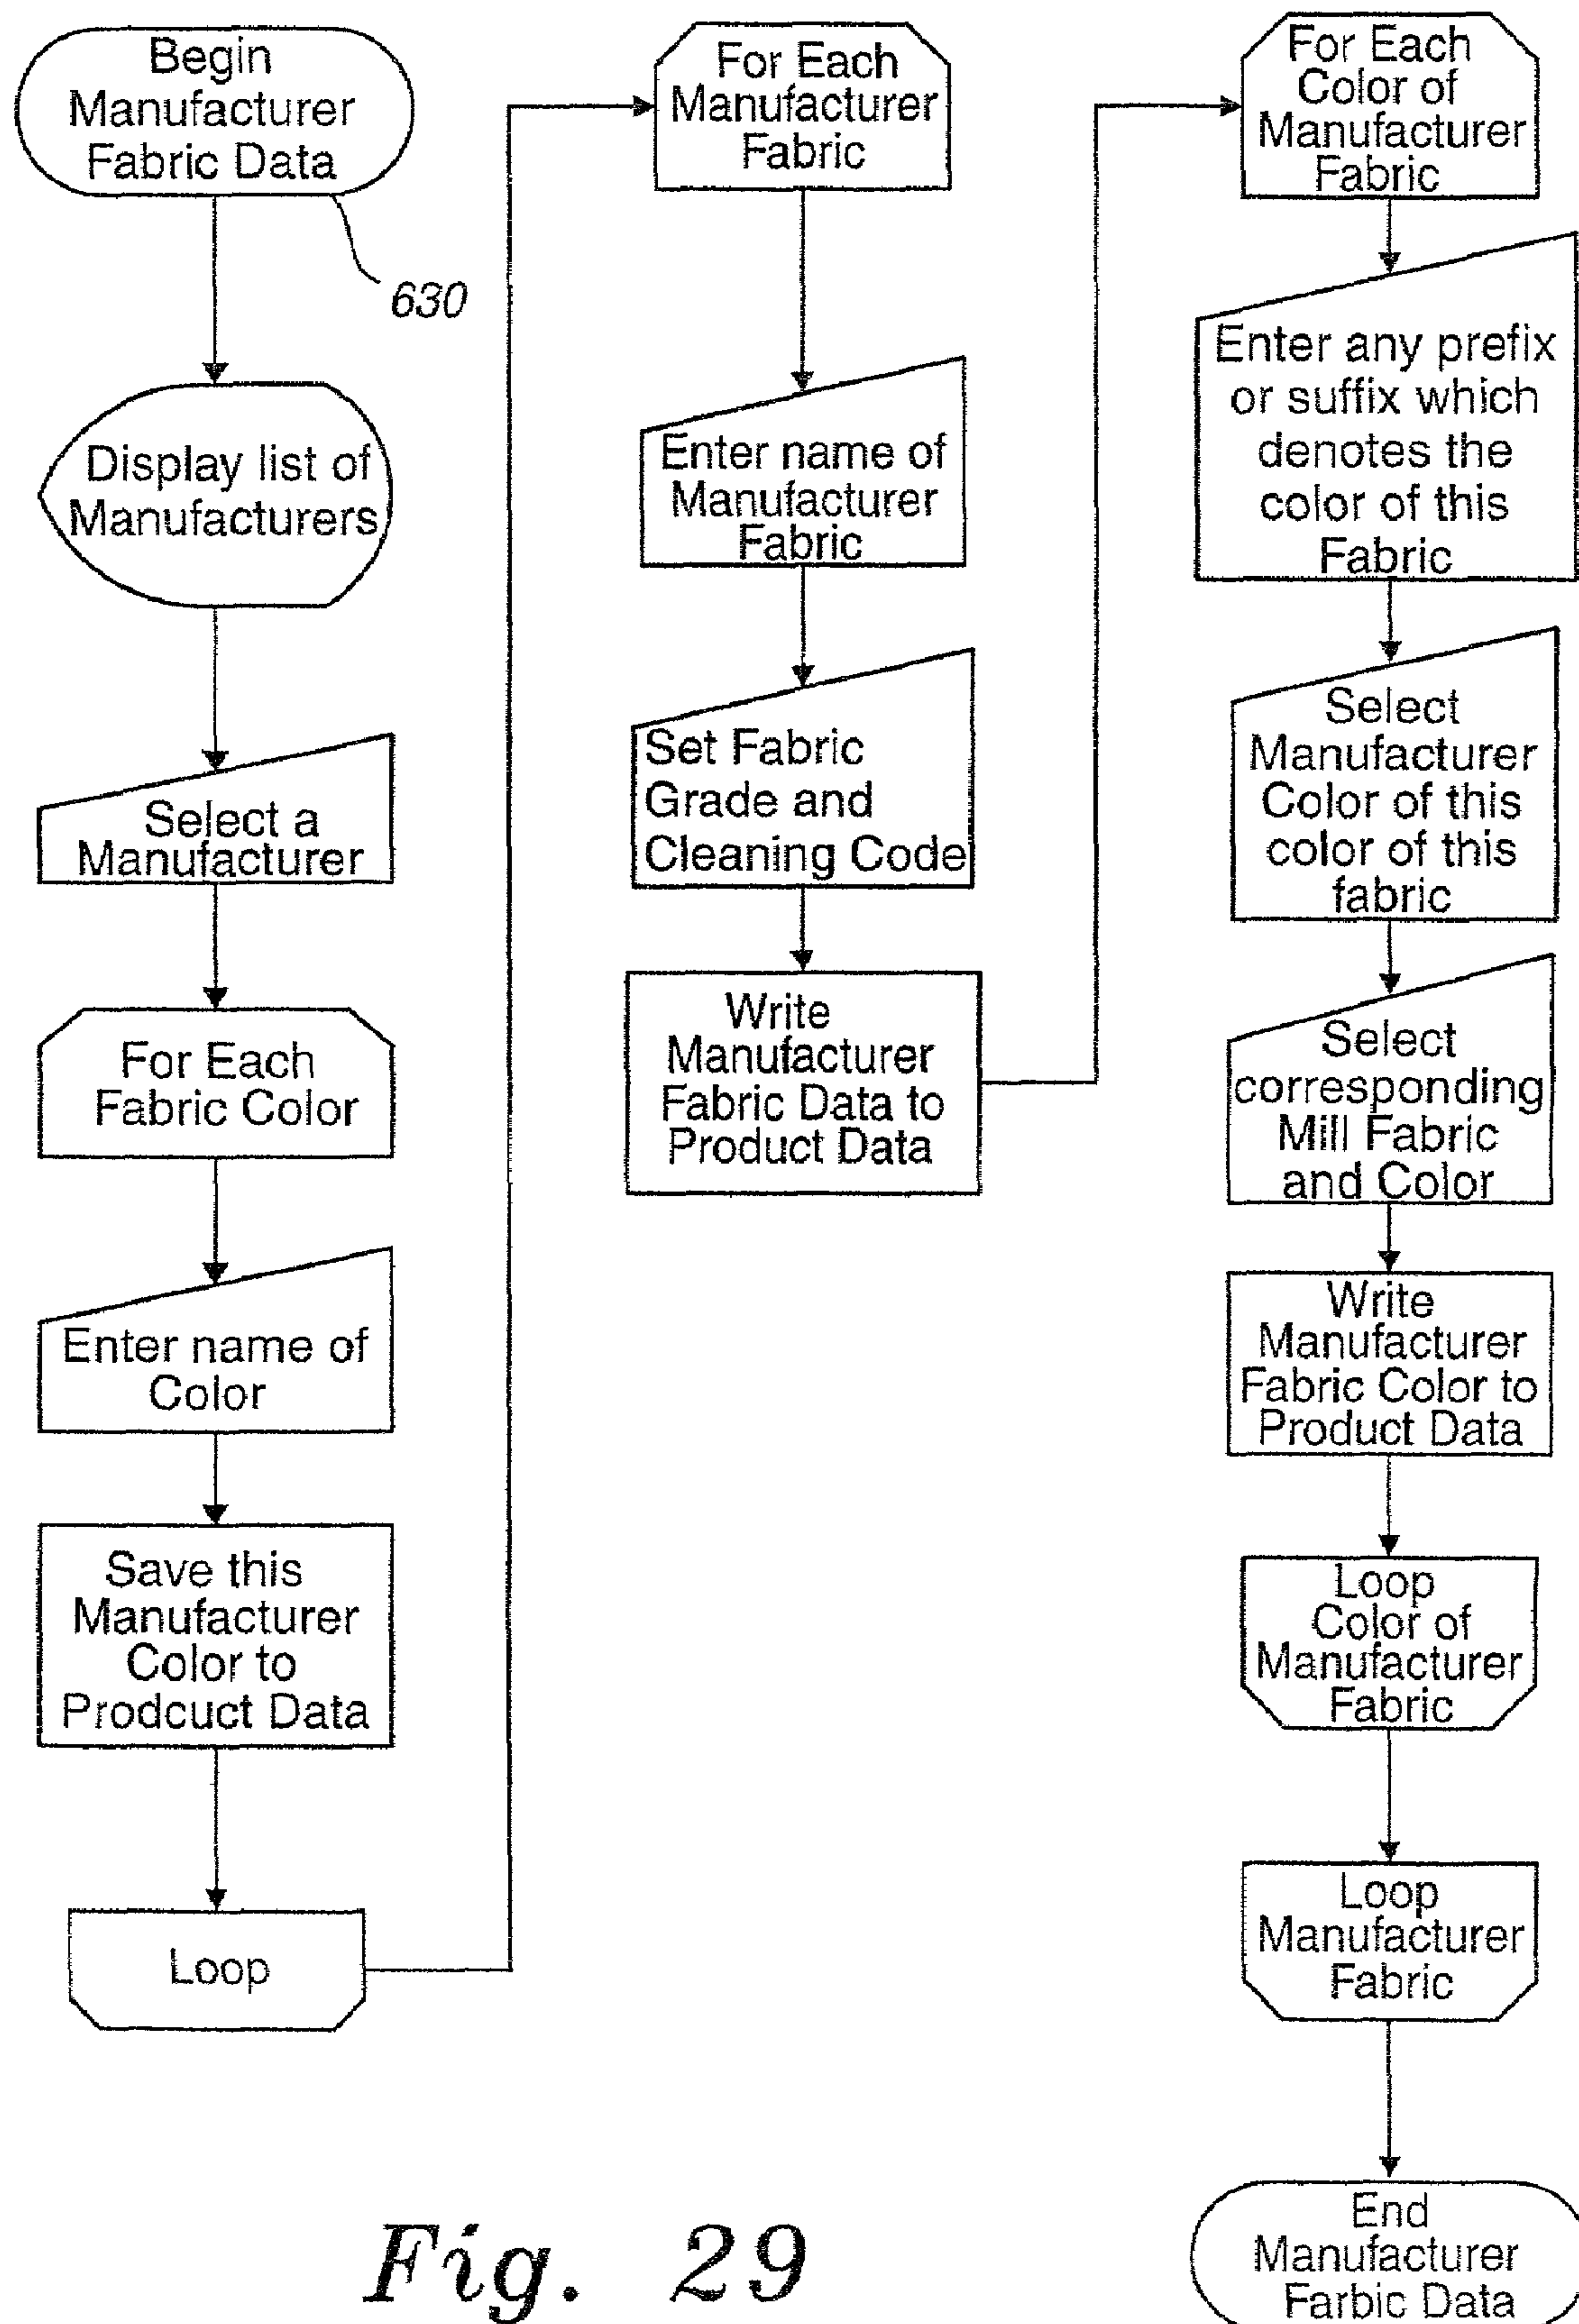 Begin
Manufacturer
Fabric Data
630
Display list of
Manufacturers
Select a
Manufacturer
For Each
Fabric Color
Enter name of
Color
Save this
Manufacturer
Color to
Prodcuct Data
Loop
For Each
Manufacturer
Fabric
Enter name of
Manufacturer
Fabric
Set Fabric
Grade and
Cleaning Code
Write
Manufacturer
Fabric Data to
Product Data
For Each
Color of
Manufacturer
Fabric
Enter any prefix
or suffix which
denotes the
color of this
Fabric
Select
Manufacturer
Color of this
color of this
fabric
Select
corresponding
Mill Fabric
and Color
Write
Manufacturer
Fabric Color to
Product Data
Loop
Color of
Manufacturer
Fabric
Loop
Manufacturer
Fabric
End
Manufacturer
Farbic Data
Fig. 29